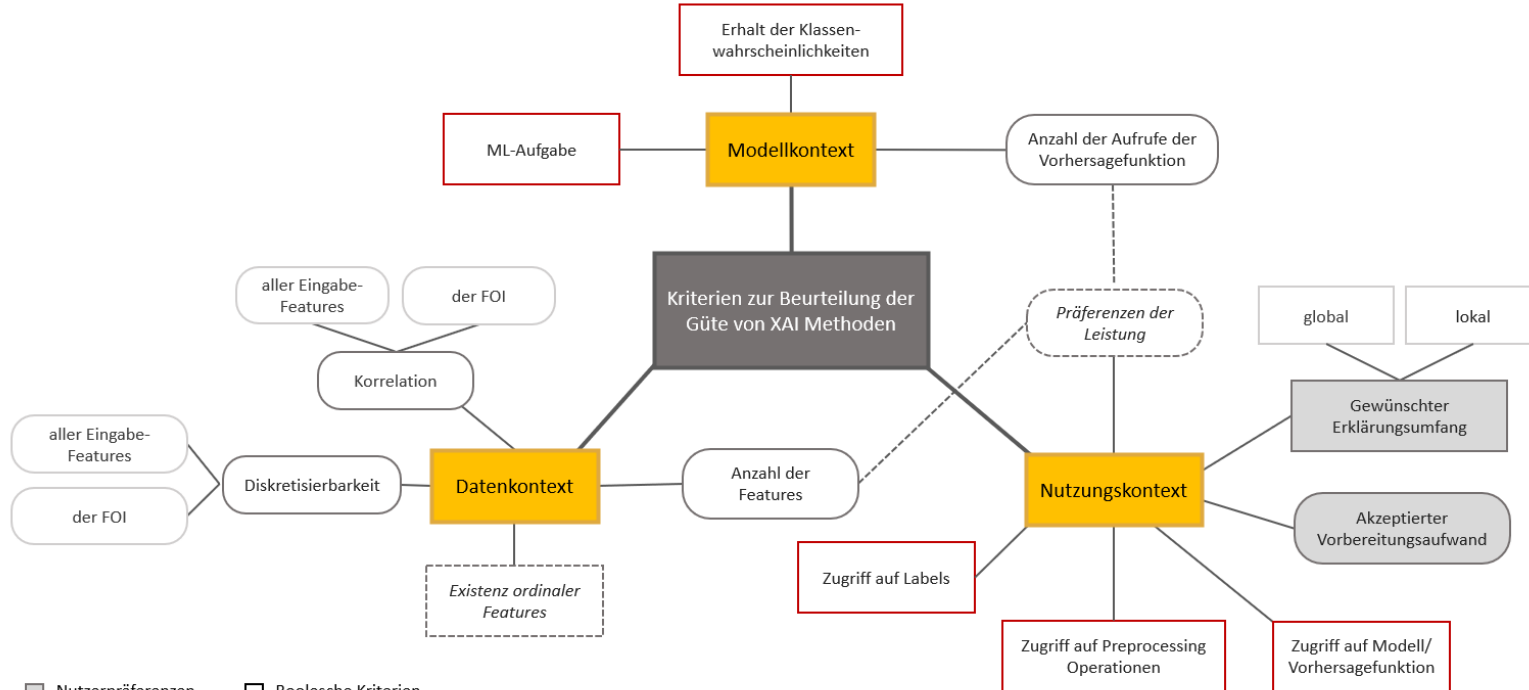 Erhalt der Klassen-
wahrscheinlichkeiten
ML-Aufgabe
Modellkontext
Anzahl der Aufrufe der
Vorhersagefunktion
Kriterien zur Beurteilung der
Güte von XAI Methoden
aller Eingabe-
Features
der FOI
Korrelation
Präferenzen der
Leistung
global
lokal
Gewünschter
Erklärungsumfang
aller Eingabe-
Features
der FOI
Diskretisierbarkeit
Datenkontext
Anzahl der
Features
Nutzungskontext
Akzeptierter
Vorbereitungsaufwand
Existenz ordinaler
Features
Zugriff auf Labels
Zugriff auf Preprocessing
Operationen
Zugriff auf Modell/
Vorhersagefunktion
Nutzerpräferenzen
Boolesche Kriterien